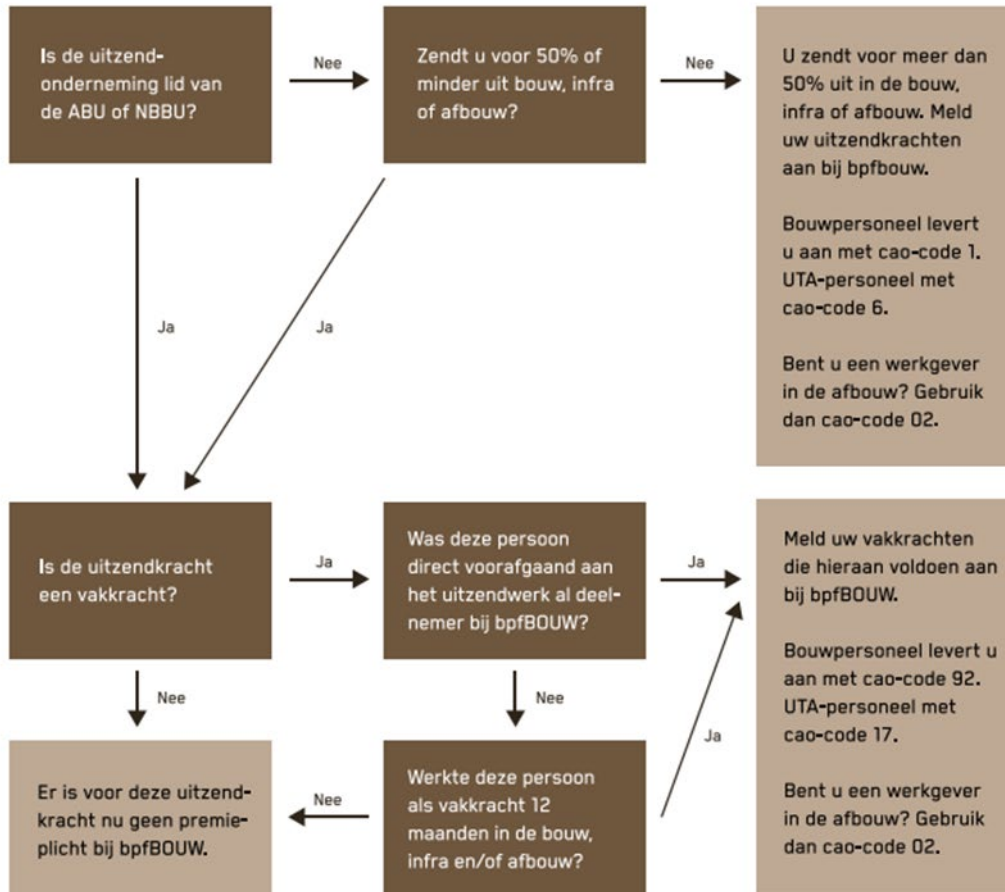 Is de uitzend-
onderneming lid van
de ABU of NBBU?
Nee
Zendt u voor 50% of
minder uit bouw, infra
of afbouw?
Nee
U zendt voor meer dan
50% uit in de bouw,
infra of afbouw. Meld
uw uitzendkrachten
aan bij bpfbouw.
Bouwpersoneel levert
u aan met cao-code 1.
UTA-personeel met
cao-code 6.
Bent u een werkgever
in de afbouw? Gebruik
dan cao-code 02.
Ja
Ja
Is de uitzendkracht
een vakkracht?
Ja
Was deze persoon
direct voorafgaand aan
het uitzendwerk al deel-
nemer bij bpfBOUW?
Ja
Meld uw vakkrachten
die hieraan voldoen aan
bij bpfBOUW.
Bouwpersoneel levert u
aan met cao-code 92.
UTA-personeel met
cao-code 17.
Bent u een werkgever
in de afbouw? Gebruik
dan cao-code 02.
Nee
Nee
Ja
Er is voor deze uitzend-
kracht nu geen premie-
plicht bij bpfBOUW.
Nee
Werkte deze persoon
als vakkracht 12
maanden in de bouw,
infra en/of afbouw?